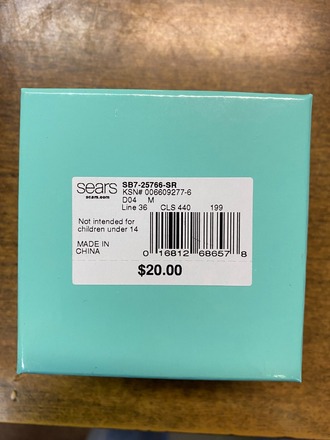 sears
sears.com
SB7-25766-SR
KSN# 006609277-6
D04 M
Line 36 CLS 440 199
Not intended for
children under 14
MADE IN
CHINA
0 16812 68657 8
$20.00